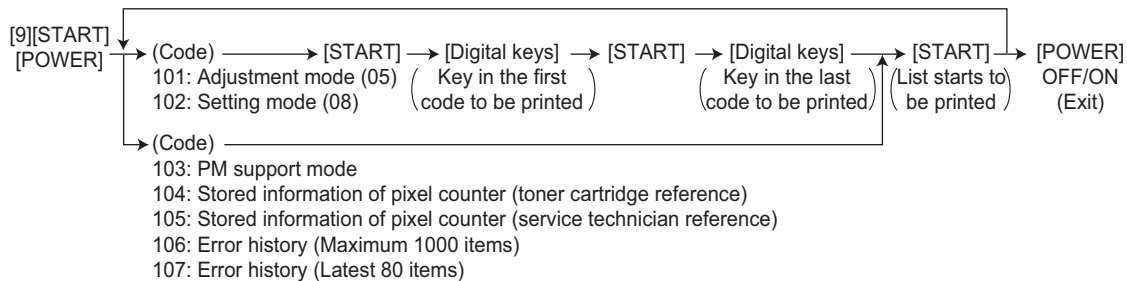 [9][START]
[POWER]
(Code) [START] [Digital keys] [START] [Digital keys] [START] [POWER]
101: Adjustment mode (05) (Key in the first (Key in the last (List starts to OFF/ON
102: Setting mode (08) code to be printed) code to be printed) be printed) (Exit)
(Code)
103: PM support mode
104: Stored information of pixel counter (toner cartridge reference)
105: Stored information of pixel counter (service technician reference)
106: Error history (Maximum 1000 items)
107: Error history (Latest 80 items)